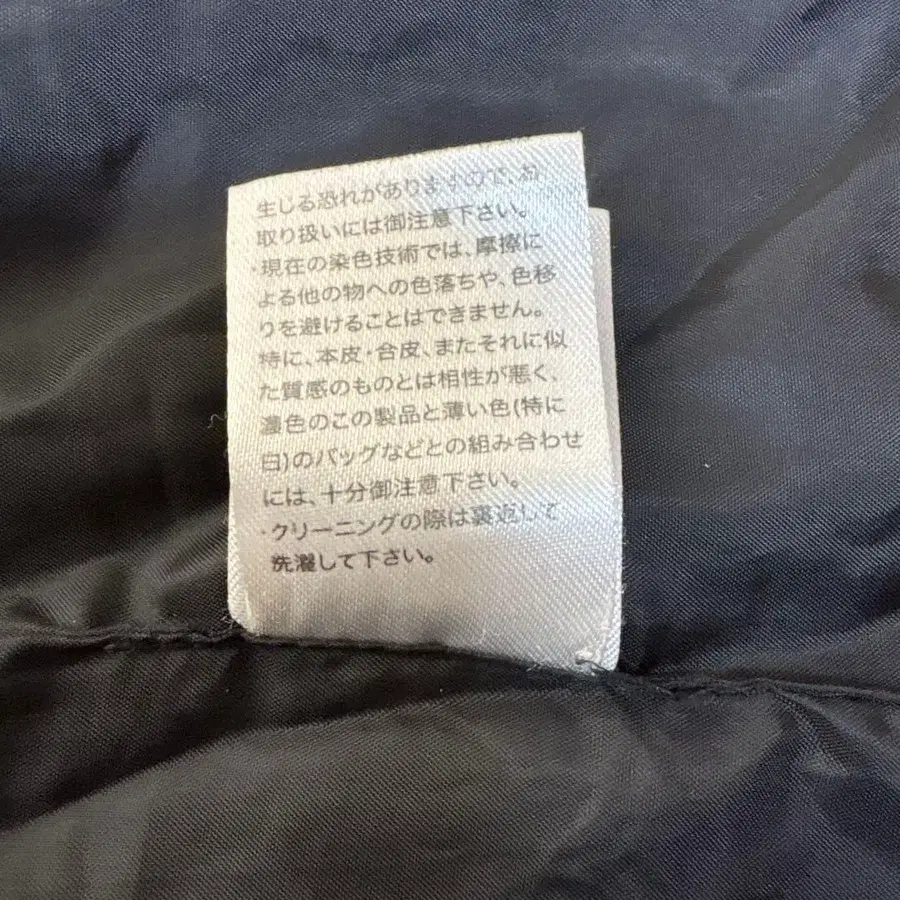 生じる恐れがありますので、お
取り扱いには御注意下さい。
・現在の染色技術では、摩擦に
よる他の物への色落ちや、色移
りを避けることはできません。
特に、本皮・合皮、またそれに似
た質感のものとは相性が悪く、
濃色のこの製品と薄い色(特に
白)のバッグなどとの組み合わせ
には、十分御注意下さい。
・クリーニングの際は裏返して
洗濯して下さい。